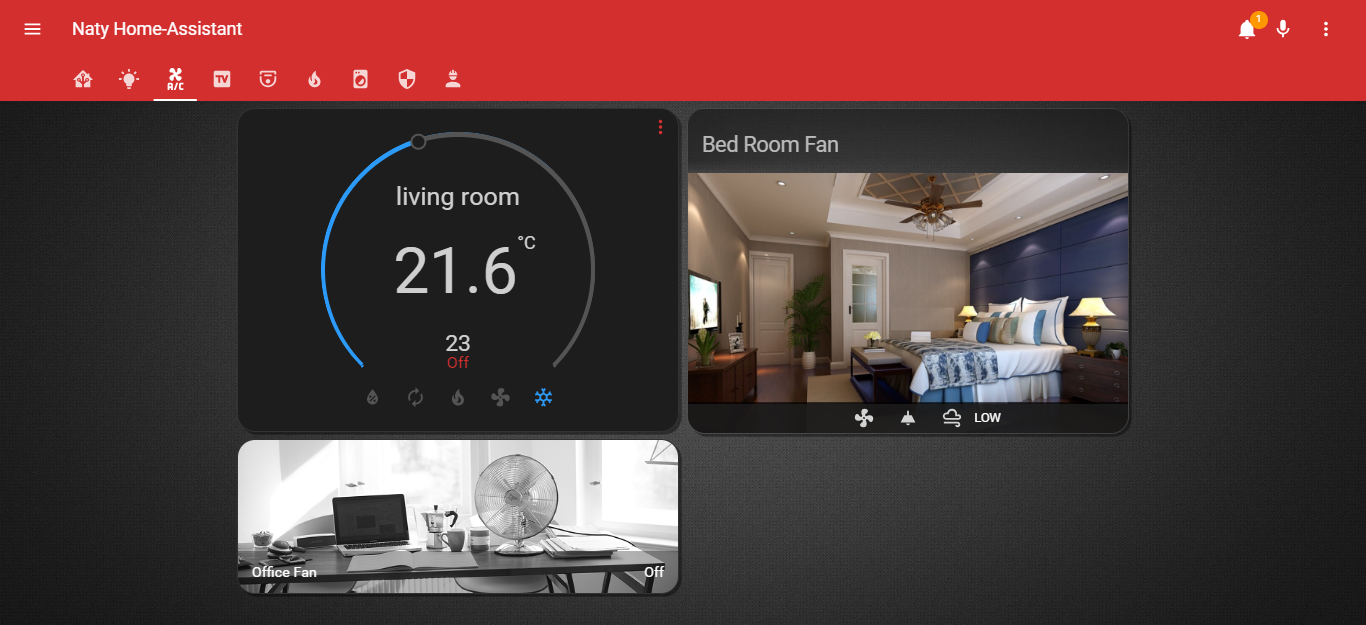 Naty Home-Assistant
1
A/C
TV
living room
21.6 °C
23
Off
Bed Room Fan
LOW
Office Fan
Off